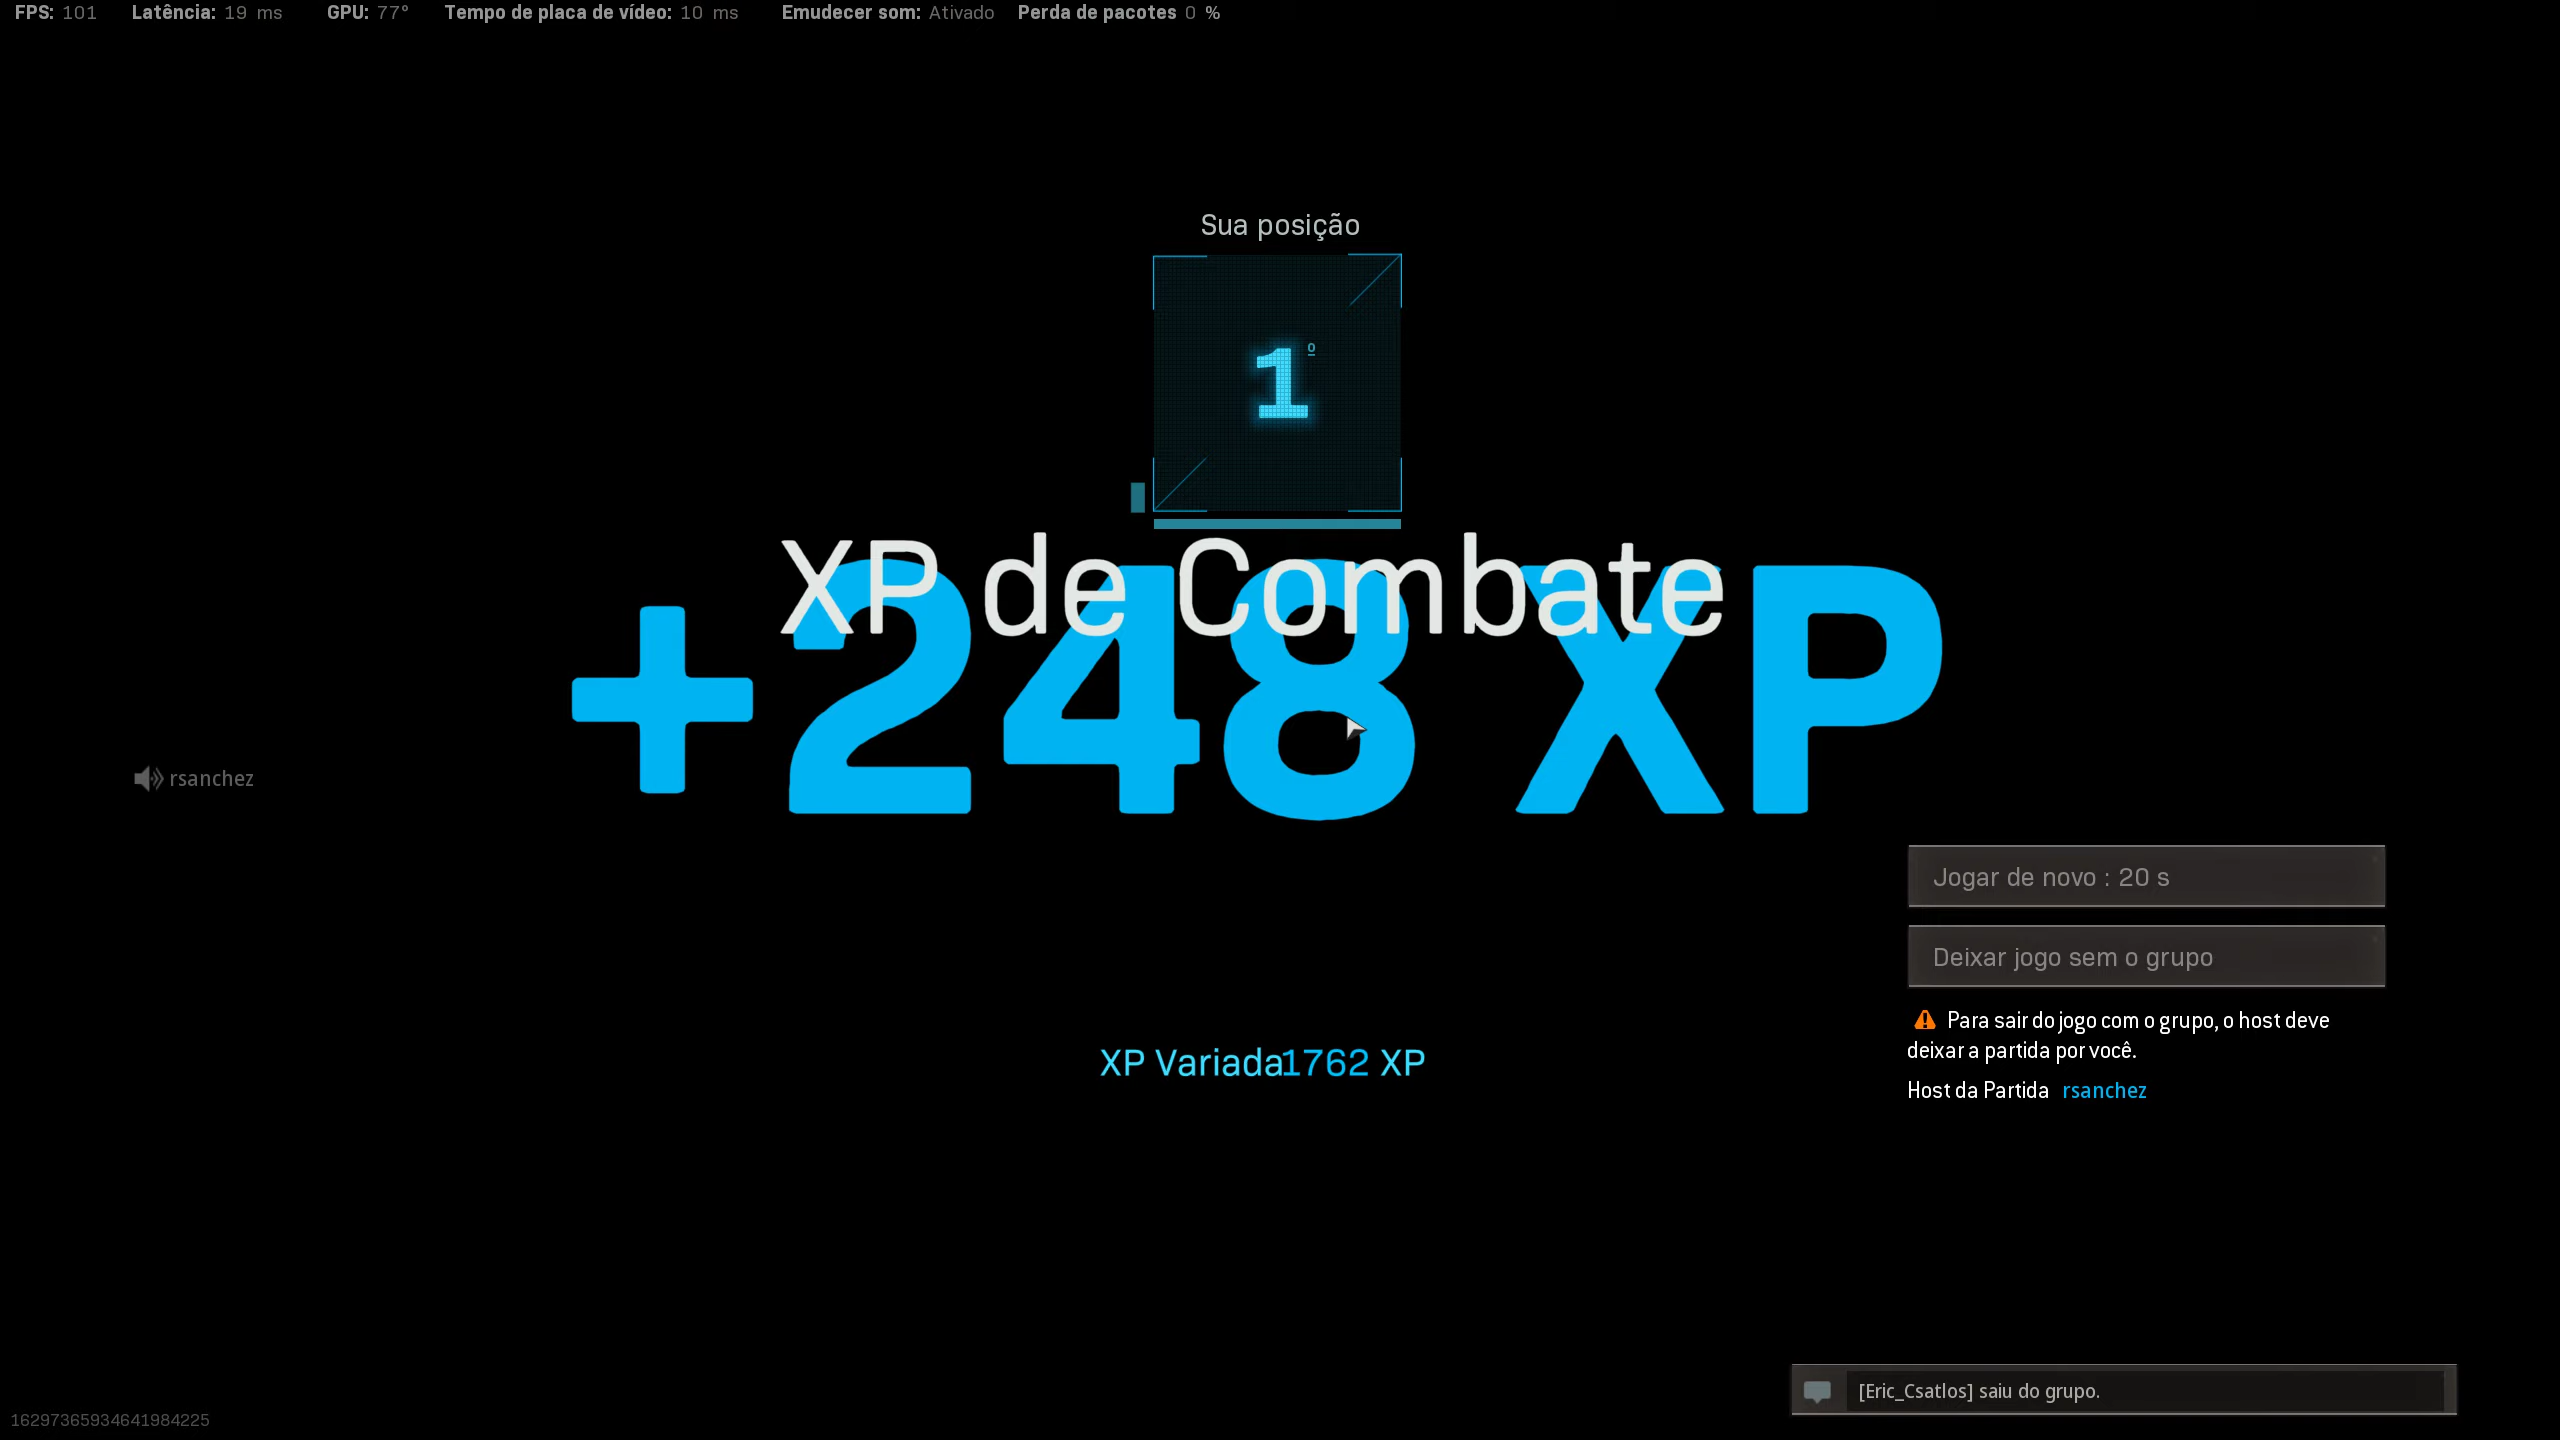 FPS: 101 Latência: 19 ms GPU: 77° Tempo de placa de vídeo: 10 ms Emudecer som: Ativado Perda de pacotes 0 %
Sua posição
1º
XP de Combate
+248 XP
rsanchez
Jogar de novo : 20 s
Deixar jogo sem o grupo
Para sair do jogo com o grupo, o host deve
deixar a partida por você.
XP Variada1762 XP
Host da Partida rsanchez
[Eric_Csatlos] saiu do grupo.
16297365934641984225